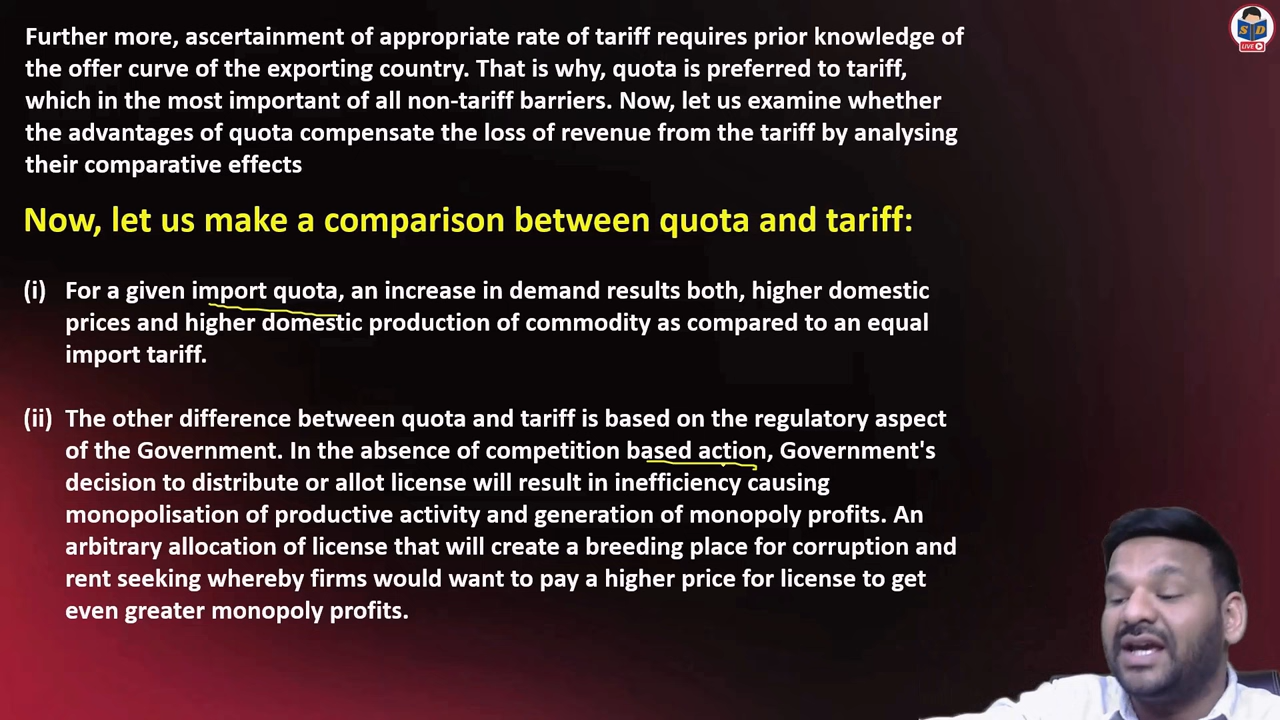 Further more, ascertainment of appropriate rate of tariff requires prior knowledge of
the offer curve of the exporting country. That is why, quota is preferred to tariff,
which in the most important of all non-tariff barriers. Now, let us examine whether
the advantages of quota compensate the loss of revenue from the tariff by analysing
their comparative effects
Now, let us make a comparison between quota and tariff:
(i) For a given import quota, an increase in demand results both, higher domestic
prices and higher domestic production of commodity as compared to an equal
import tariff.
(ii) The other difference between quota and tariff is based on the regulatory aspect
of the Government. In the absence of competition based action, Government's
decision to distribute or allot license will result in inefficiency causing
monopolisation of productive activity and generation of monopoly profits. An
arbitrary allocation of license that will create a breeding place for corruption and
rent seeking whereby firms would want to pay a higher price for license to get
even greater monopoly profits.
S D
LIVE